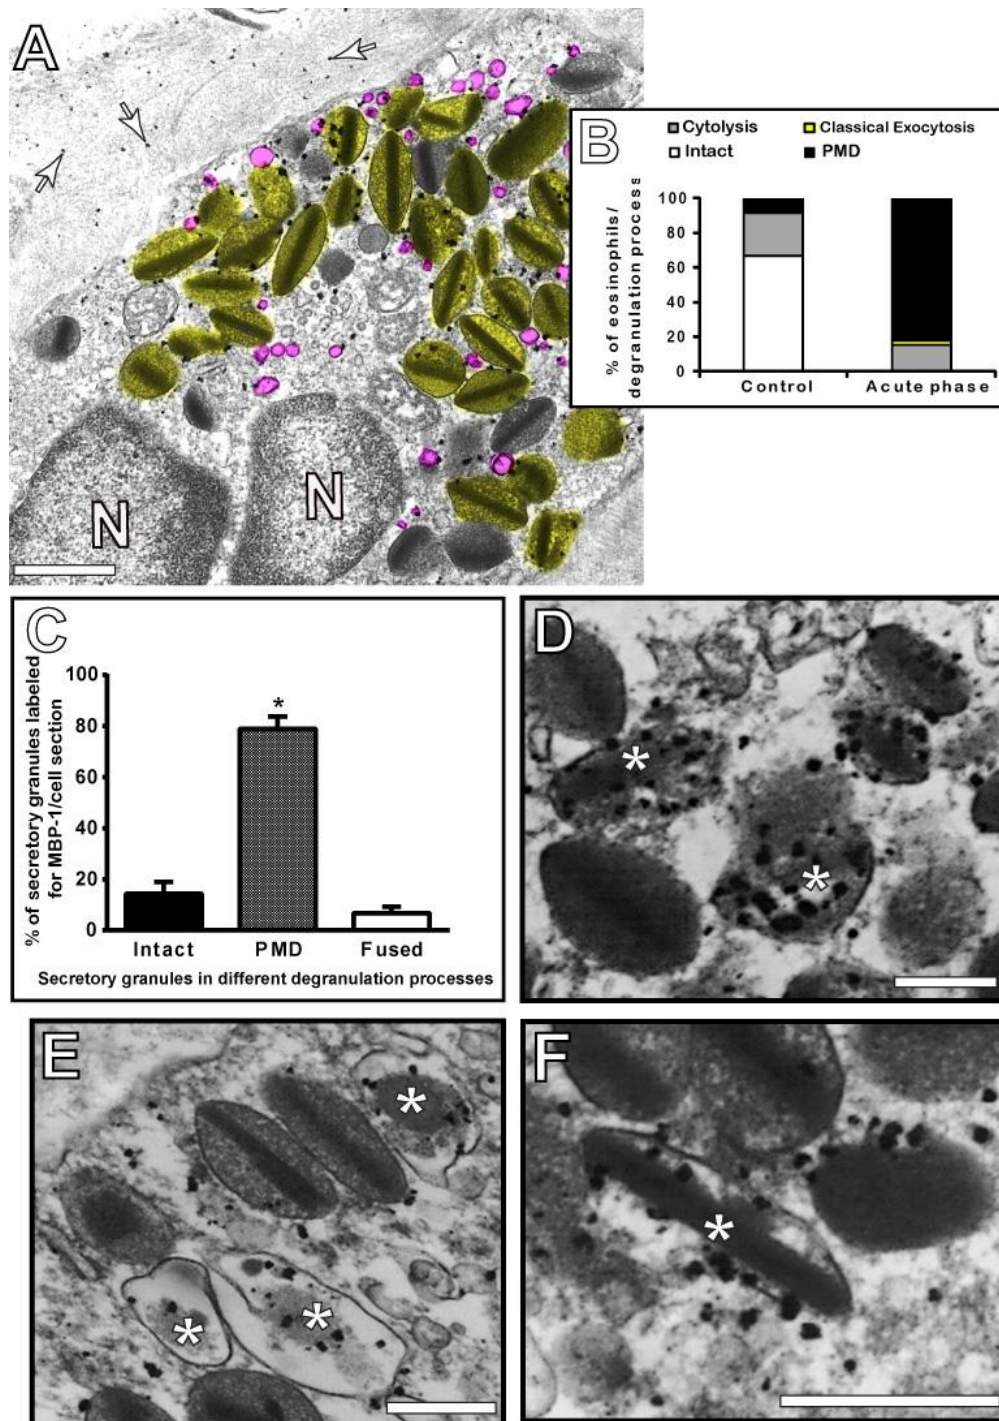 A
N
N
B
Cytolysis
Classical Exocytosis
Intact
PMD
% of eosinophils/
degranulation process
100
80
60
40
20
0
Control
Acute phase
C
% of secretory granules labeled
for MBP-1/cell section
100
80
60
40
20
0
*
Intact
PMD
Fused
Secretory granules in different degranulation processes
D
*
*
E
*
*
*
F
*